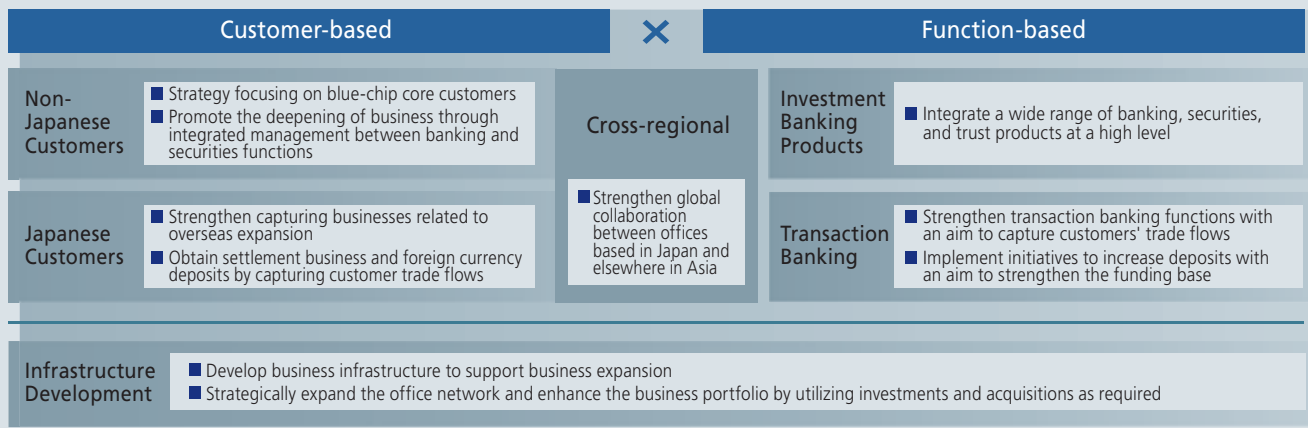 Customer-based
×
Function-based
Non-
Japanese
Customers
■ Strategy focusing on blue-chip core customers
■ Promote the deepening of business through
integrated management between banking and
securities functions
Japanese
Customers
■ Strengthen capturing businesses related to
overseas expansion
■ Obtain settlement business and foreign currency
deposits by capturing customer trade flows
Cross-regional
■ Strengthen global
collaboration
between offices
based in Japan and
elsewhere in Asia
Investment
Banking
Products
■ Integrate a wide range of banking, securities,
and trust products at a high level
Transaction
Banking
■ Strengthen transaction banking functions with
an aim to capture customers' trade flows
■ Implement initiatives to increase deposits with
an aim to strengthen the funding base
Infrastructure
Development
■ Develop business infrastructure to support business expansion
■ Strategically expand the office network and enhance the business portfolio by utilizing investments and acquisitions as required